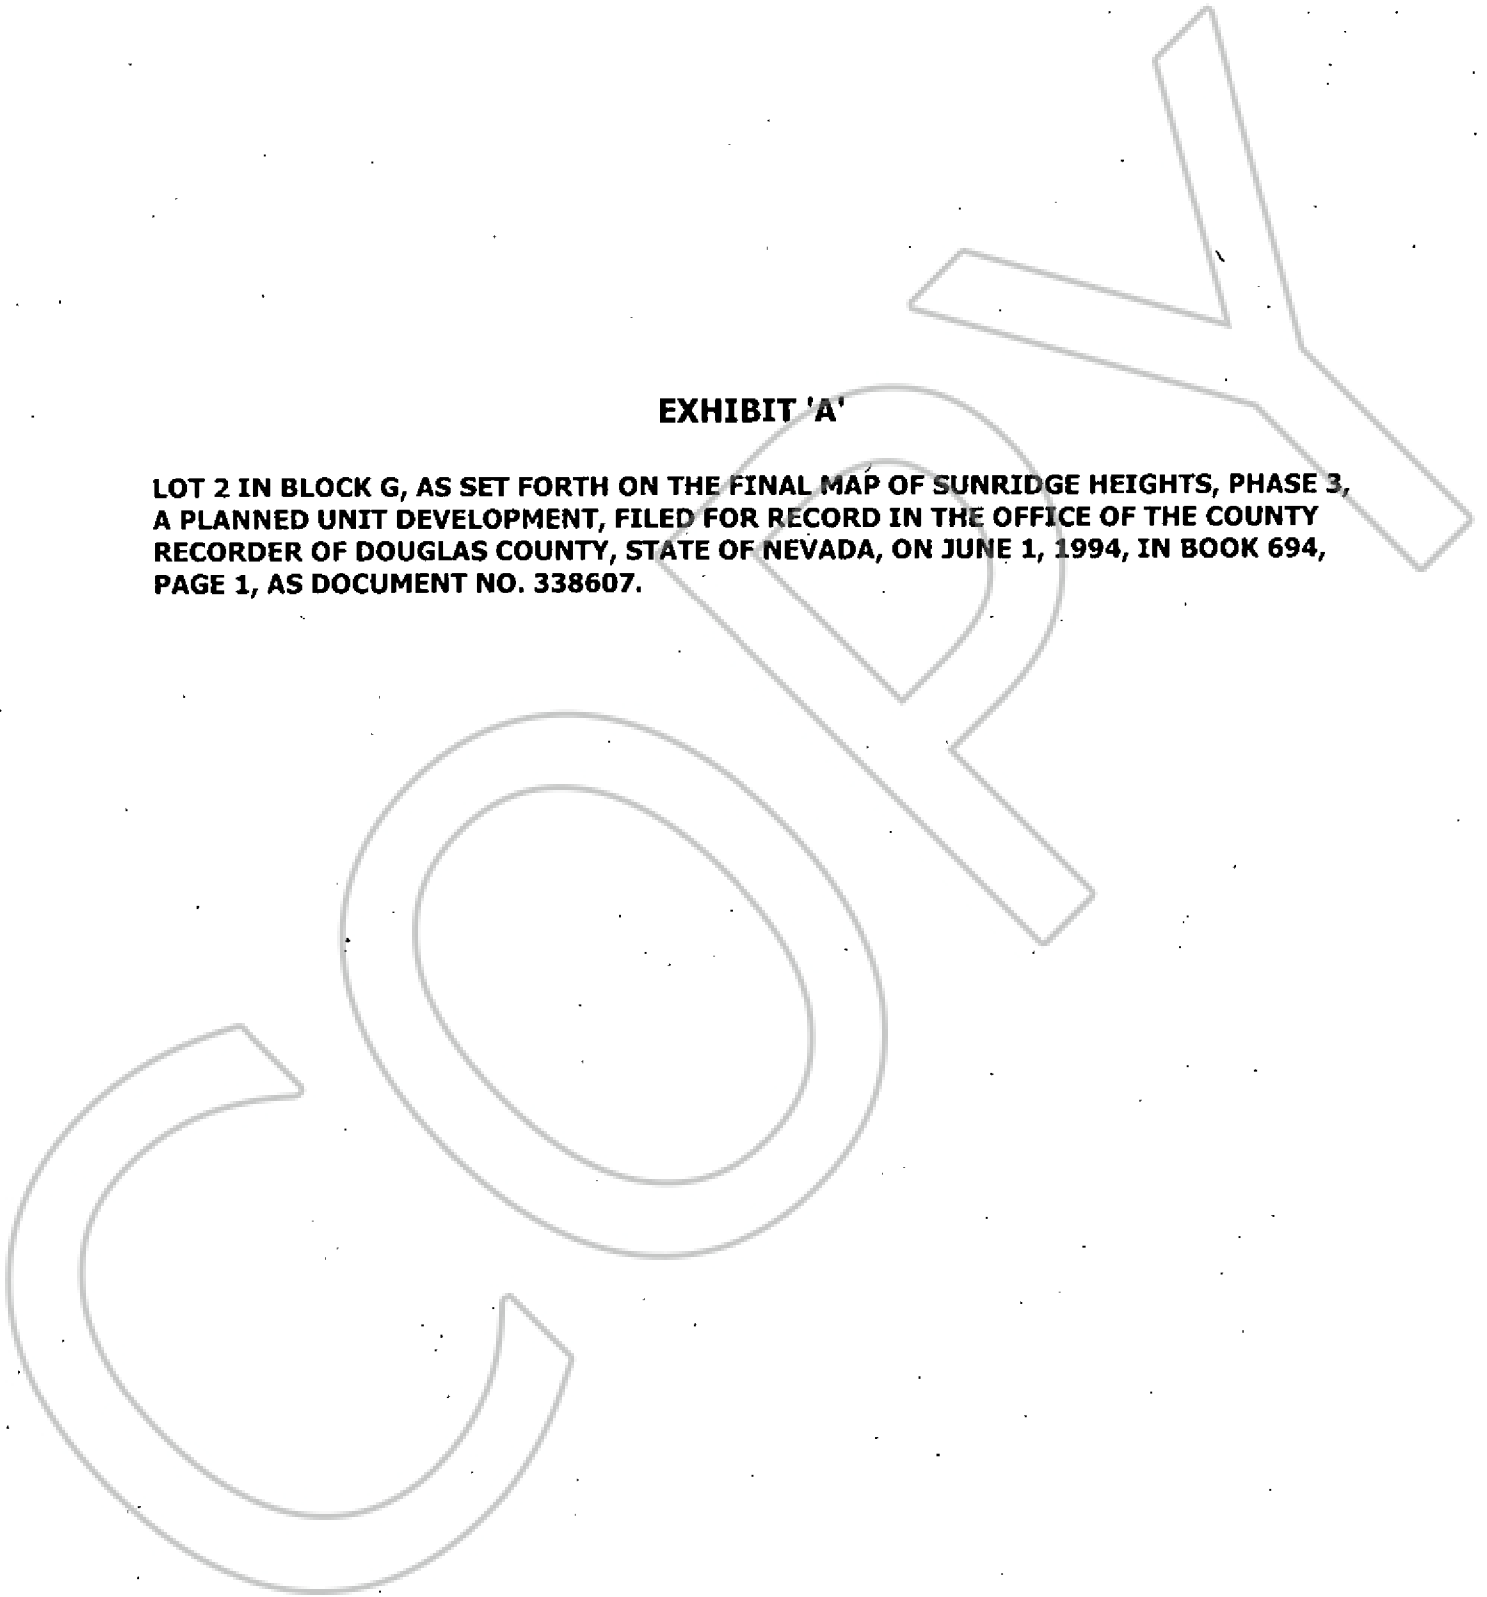 EXHIBIT 'A'
LOT 2 IN BLOCK G, AS SET FORTH ON THE FINAL MAP OF SUNRIDGE HEIGHTS, PHASE 3,
A PLANNED UNIT DEVELOPMENT, FILED FOR RECORD IN THE OFFICE OF THE COUNTY
RECORDER OF DOUGLAS COUNTY, STATE OF NEVADA, ON JUNE 1, 1994, IN BOOK 694,
PAGE 1, AS DOCUMENT NO. 338607.
COPY